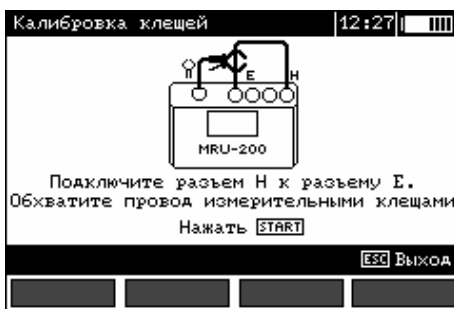 Калибровка клещей 12:27
E H
MRU-200
Подключите разъем H к разъему E.
Обхватите провод измерительными клещами
Нажать START
ESC Выход